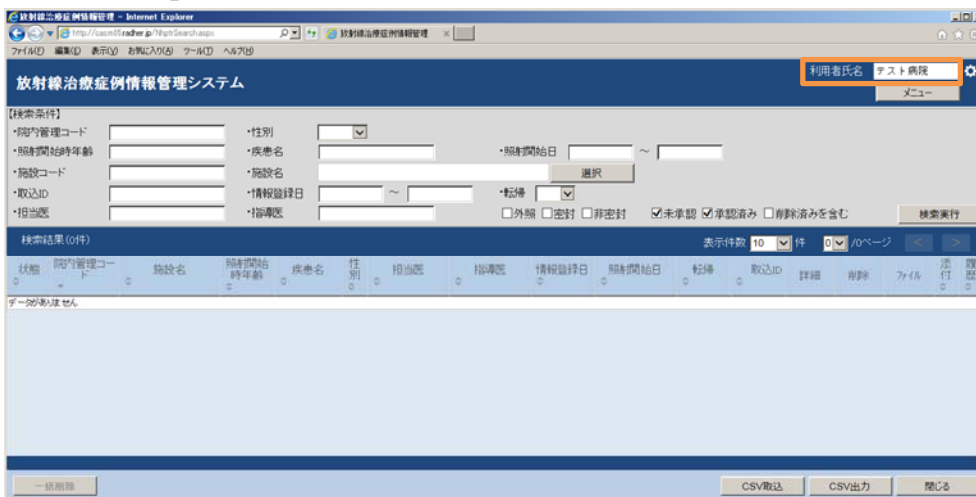 放射線治療症例情報管理 - Internet Explorer
http://casml5.radher.jp/NhptrSearch.aspx 放射線治療症例情報管理 ×
ファイル(F) 編集(E) 表示(V) お気に入り(A) ツール(T) ヘルプ(H)
放射線治療症例情報管理システム 利用者氏名 テスト病院
メニュー
【検索条件】
・院内管理コード ・性別
・照射開始時年齢 ・疾患名 ・照射開始日 ～
・施設コード ・施設名 選択
・取込ID ・情報登録日 ～ ・転帰
・担当医 ・指導医 外照 密封 非密封 未承認 承認済み 削除済みを含む 検索実行
検索結果(0件) 表示件数 10 件 0 /0ページ < >
状態 院内管理コード 施設名 照射開始時年齢 疾患名 性別 担当医 指導医 情報登録日 照射開始日 転帰 取込ID 詳細 削除 ファイル 添付 履歴
データがありません
一括削除 CSV取込 CSV出力 閉じる